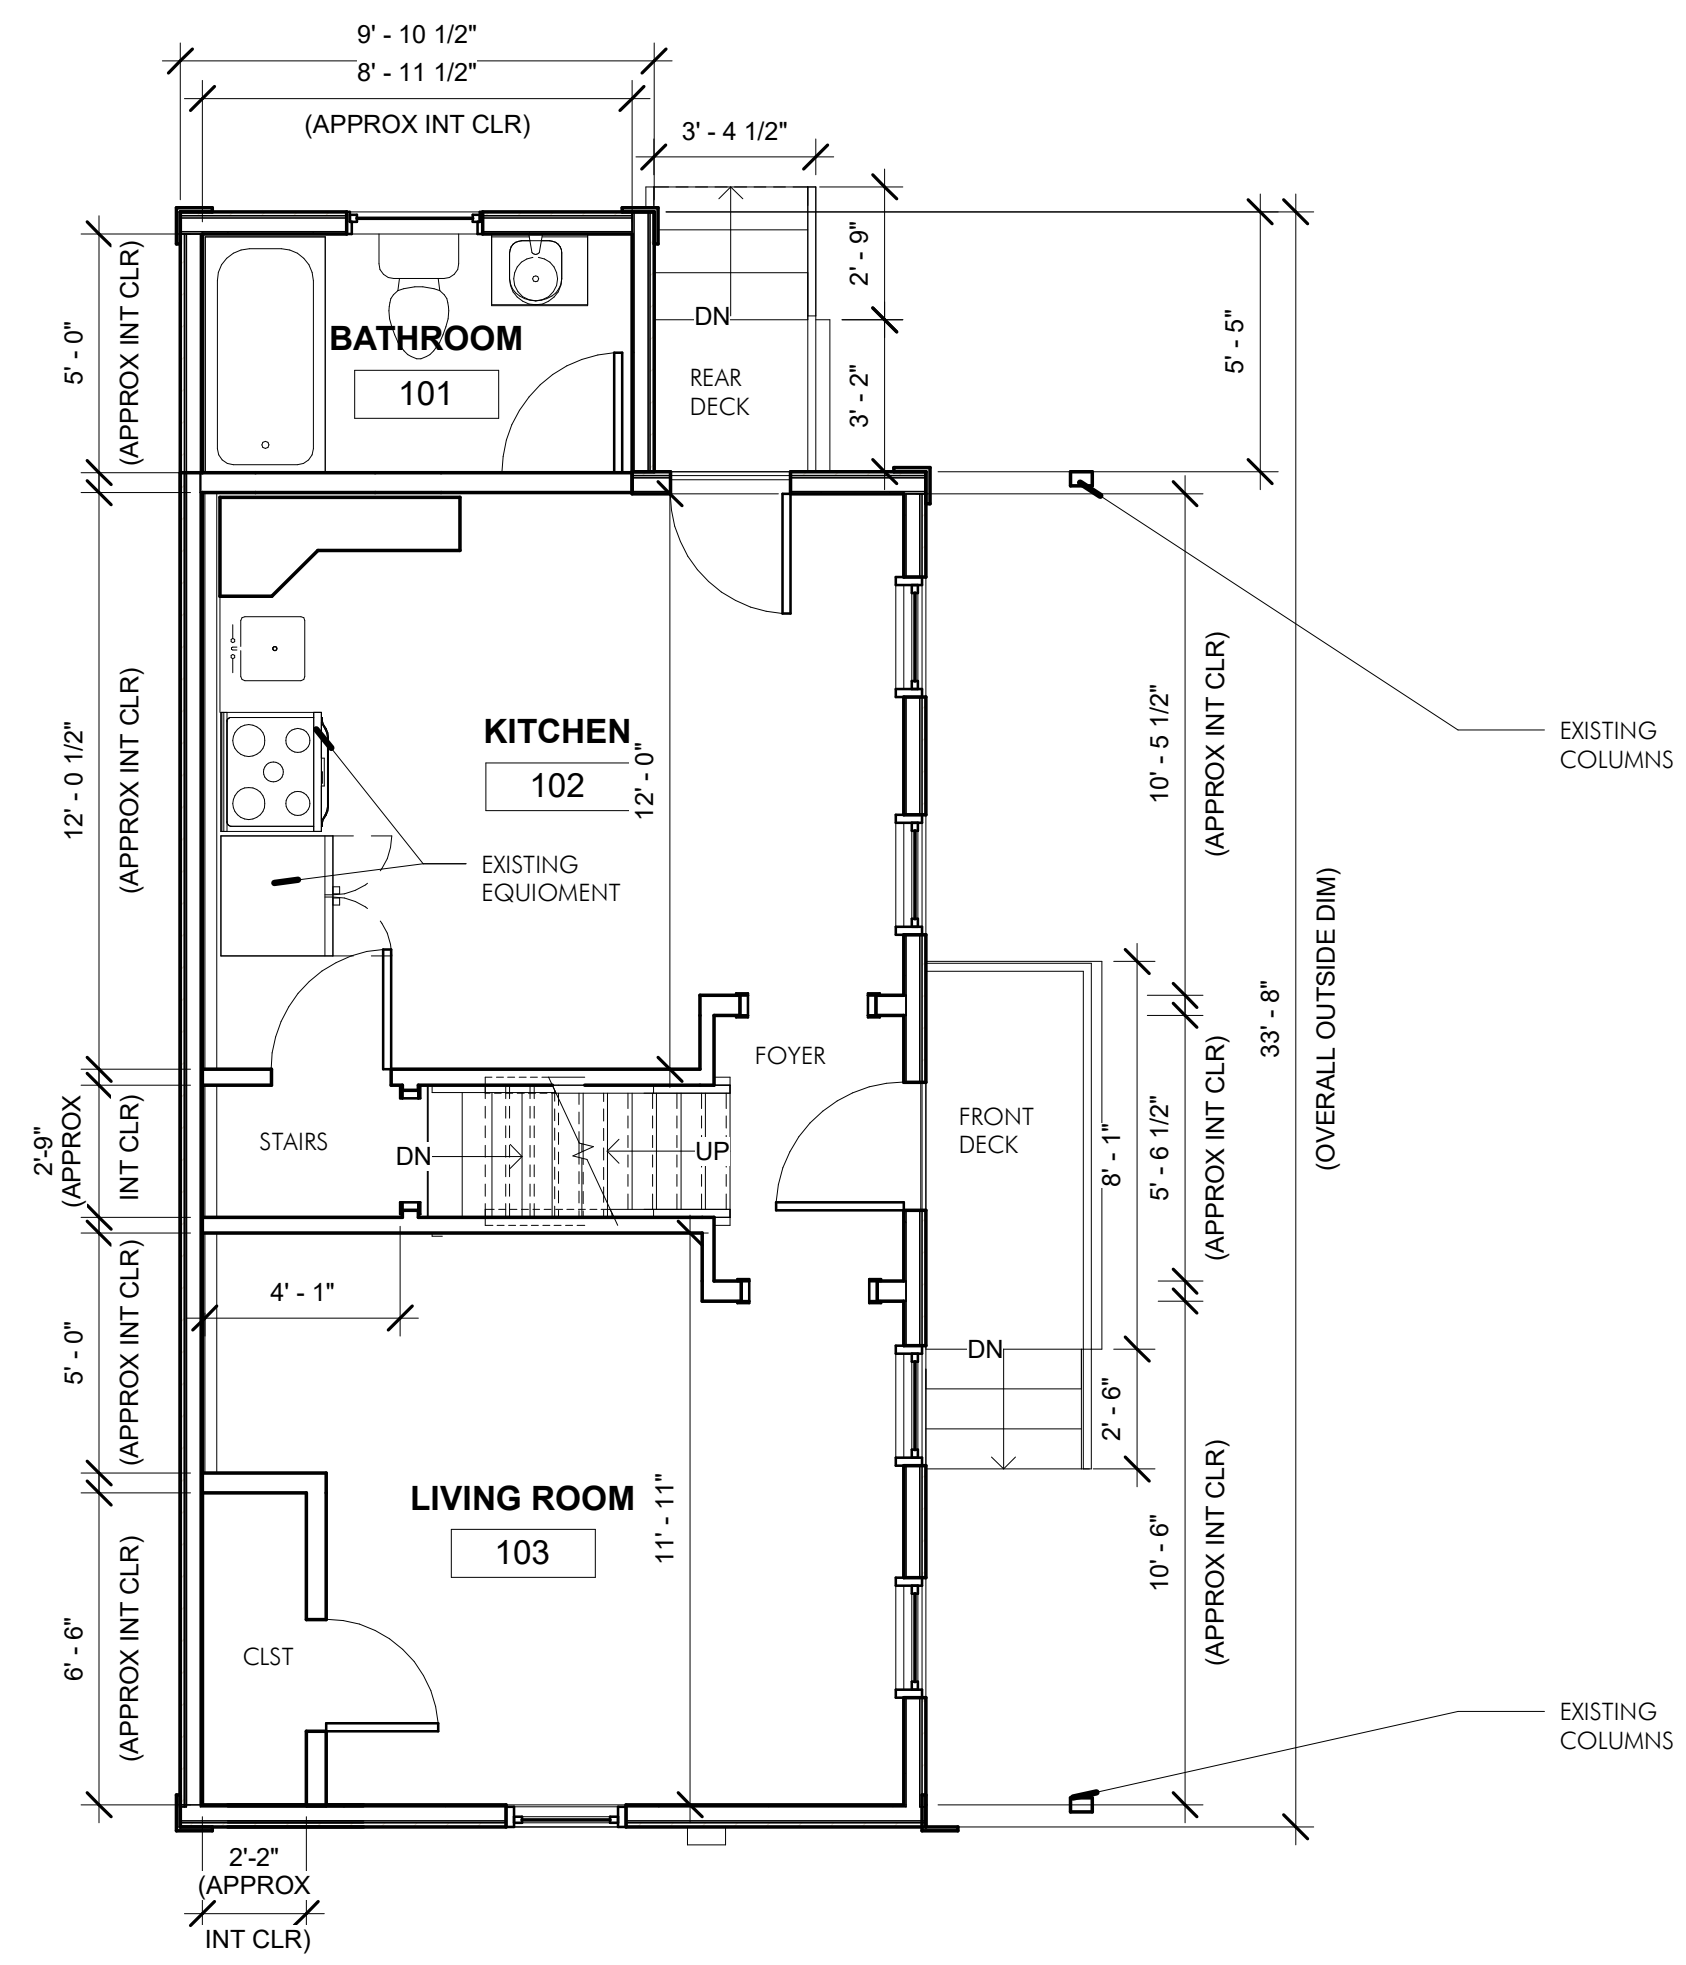 9' - 10 1/2"
8' - 11 1/2"
(APPROX INT CLR)
3' - 4 1/2"
2' - 9"
3' - 2"
5' - 5"
5' - 0"
(APPROX INT CLR)
BATHROOM
101
DN
REAR
DECK
12' - 0 1/2"
(APPROX INT CLR)
KITCHEN
102
12' - 0"
EXISTING
EQUIOMENT
10' - 5 1/2"
(APPROX INT CLR)
EXISTING
COLUMNS
33' - 8"
(OVERALL OUTSIDE DIM)
FOYER
2'-9"
(APPROX
INT CLR)
STAIRS
DN
UP
FRONT
DECK
8' - 1"
5' - 6 1/2"
(APPROX INT CLR)
5' - 0"
(APPROX INT CLR)
4' - 1"
DN
2' - 6"
LIVING ROOM
103
11' - 11"
10' - 6"
(APPROX INT CLR)
6' - 6"
(APPROX INT CLR)
CLST
EXISTING
COLUMNS
2'-2"
(APPROX
INT CLR)